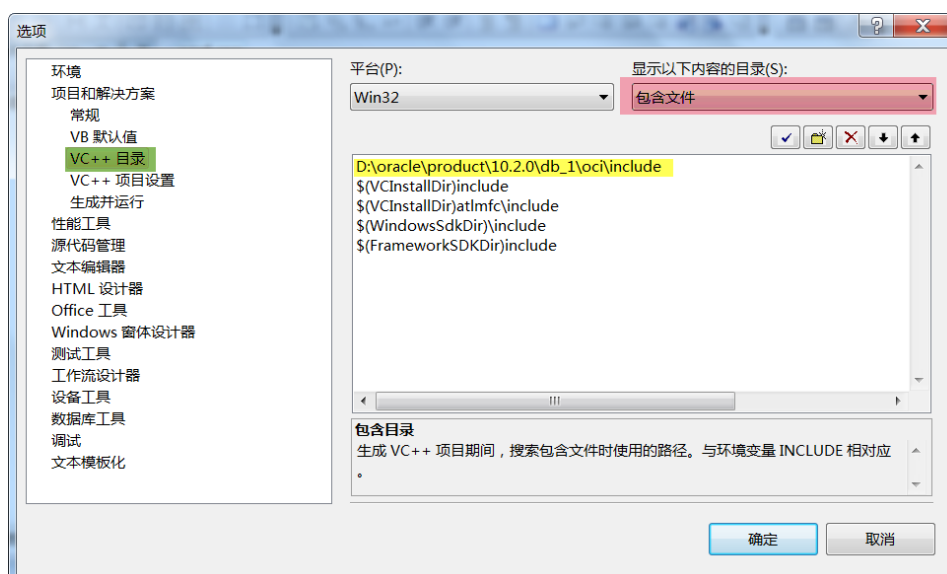 选项
环境
项目和解决方案
常规
VB 默认值
VC++ 目录
VC++ 项目设置
生成并运行
性能工具
源代码管理
文本编辑器
HTML 设计器
Office 工具
Windows 窗体设计器
测试工具
工作流设计器
设备工具
数据库工具
调试
文本模板化
平台(P):
Win32
显示以下内容的目录(S):
包含文件
D:\oracle\product\10.2.0\db_1\oci\include
$(VCInstallDir)include
$(VCInstallDir)atlmfc\include
$(WindowsSdkDir)\include
$(FrameworkSDKDir)include
包含目录
生成 VC++ 项目期间，搜索包含文件时使用的路径。与环境变量 INCLUDE 相对应
。
确定
取消